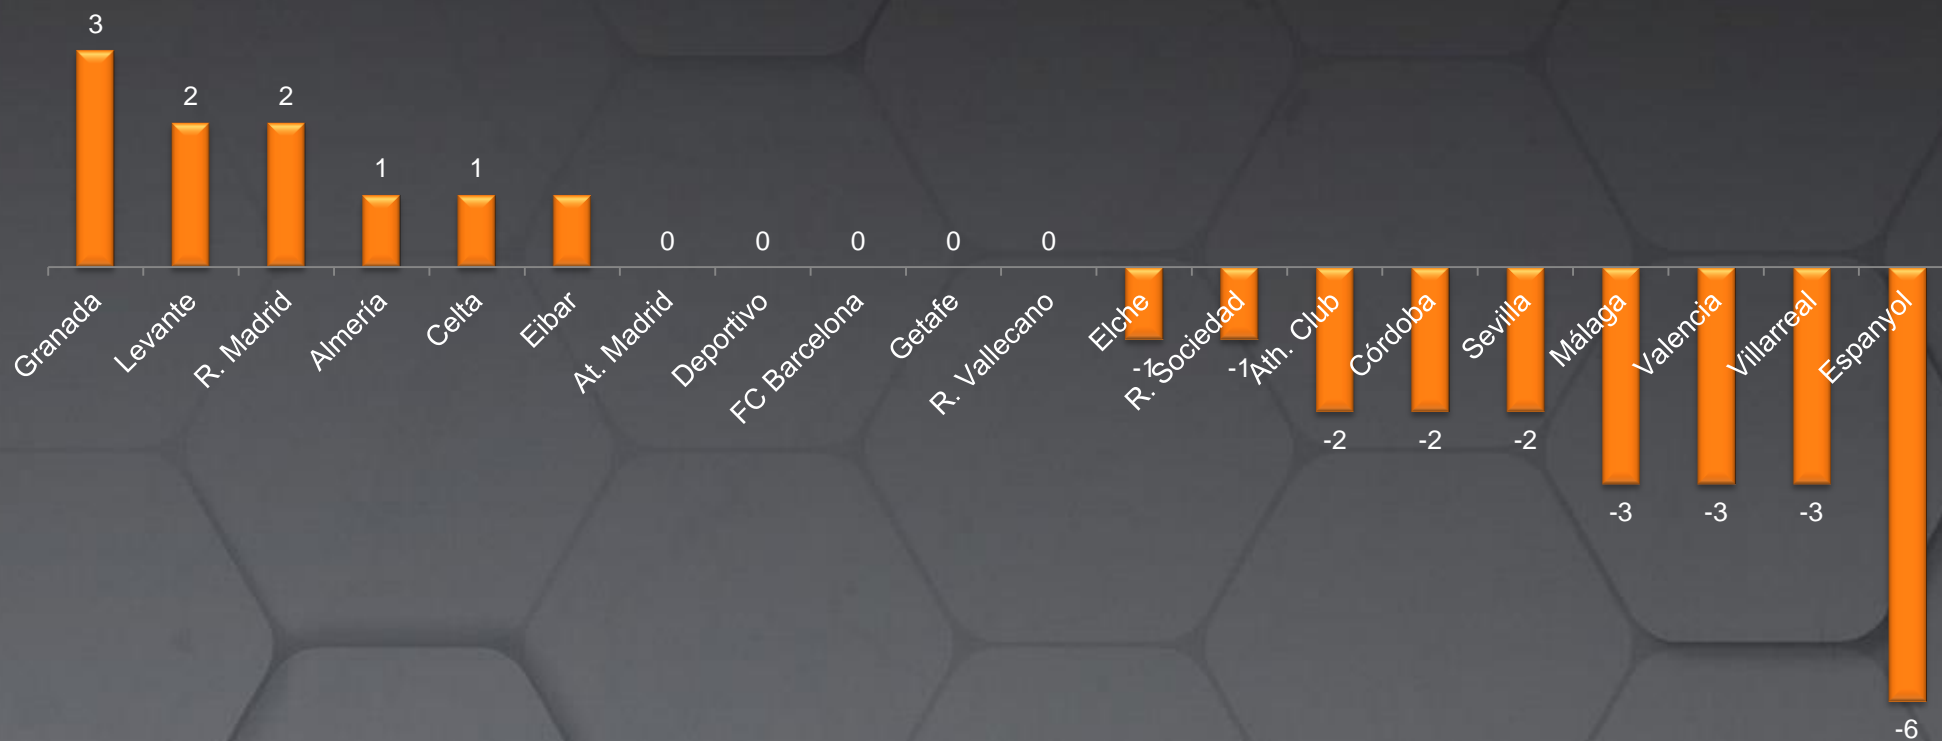 3
2
2
1
1
0
0
0
0
0
-1
-1
-2
-2
-2
-3
-3
-3
-6
Granada
Levante
R. Madrid
Almería
Celta
Eibar
At. Madrid
Deportivo
FC Barcelona
Getafe
R. Vallecano
Elche
R. Sociedad
Ath. Club
Córdoba
Sevilla
Málaga
Valencia
Villarreal
Espanyol